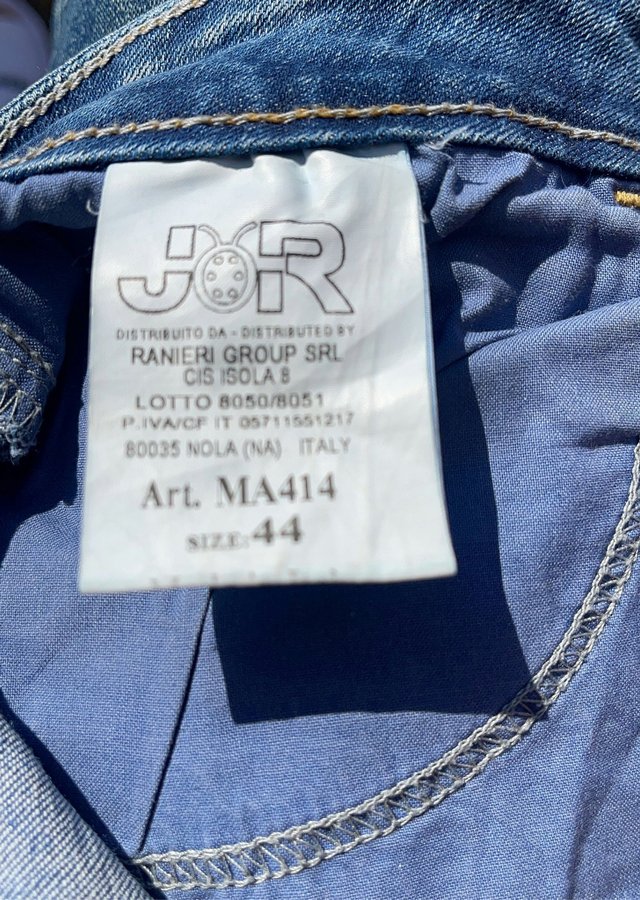 JOR
DISTRIBUITO DA - DISTRIBUTED BY
RANIERI GROUP SRL
CIS ISOLA 8
LOTTO 8050/8051
P.IVA/CF IT 05711551217
80035 NOLA (NA) ITALY
Art. MA414
SIZE: 44